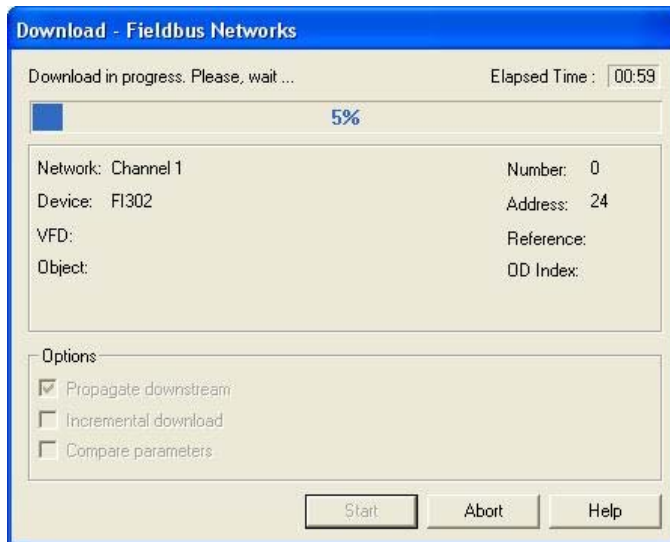 Download - Fieldbus Networks
Download in progress. Please, wait ... Elapsed Time : 00:59
5%
Network: Channel 1 Number: 0
Device: FI302 Address: 24
VFD: Reference:
Object: OD Index:
Options
Propagate downstream
Incremental download
Compare parameters
Start Abort Help